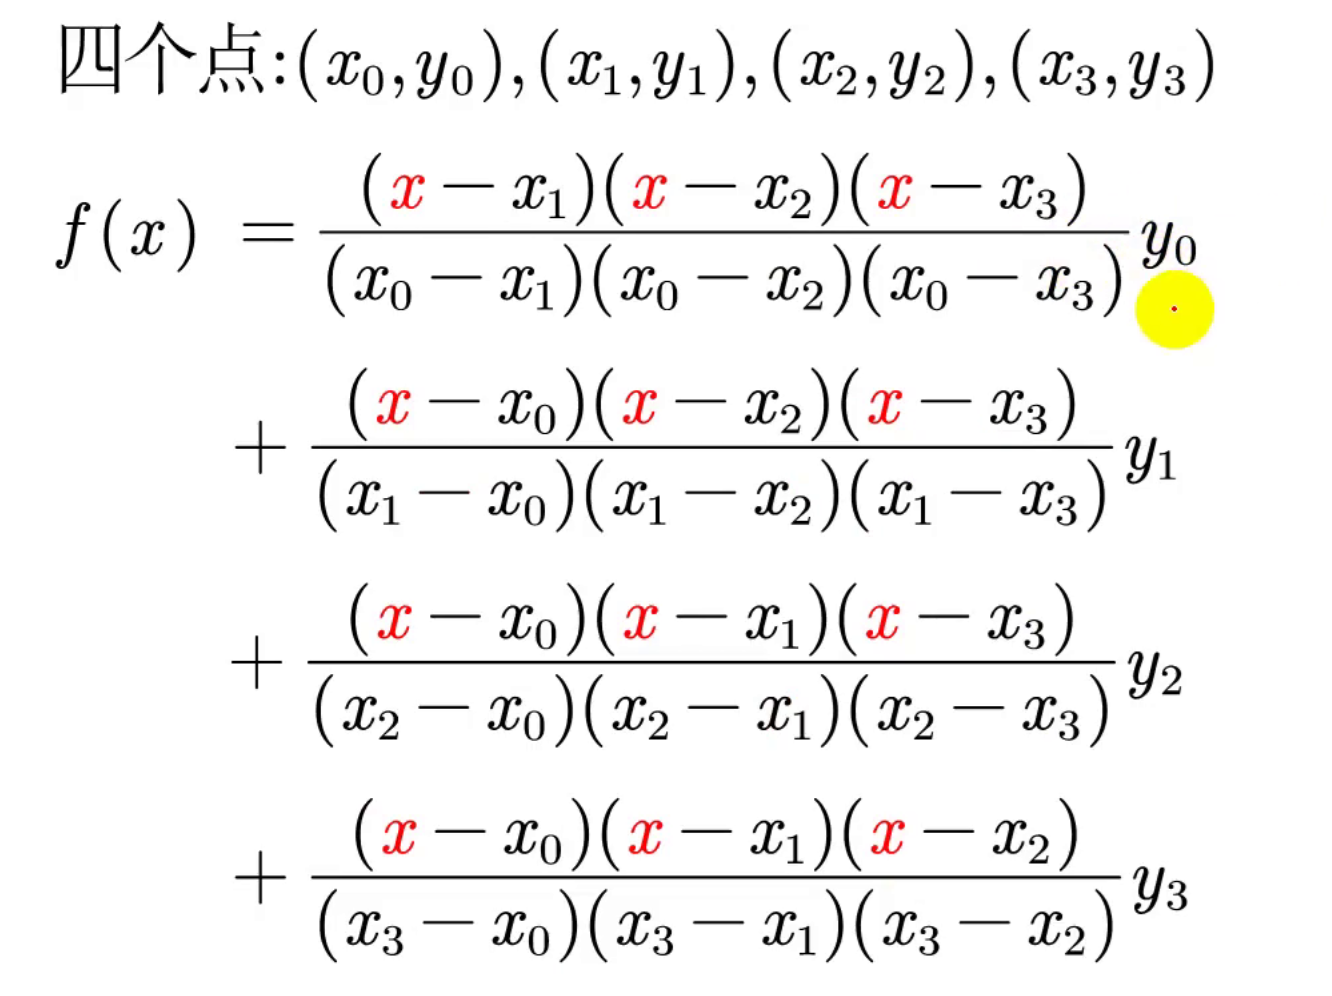 四个点:(x₀,y₀),(x₁,y₁),(x₂,y₂),(x₃,y₃)
(x − x₁)(x − x₂)(x − x₃)
f(x) = y₀
(x₀ − x₁)(x₀ − x₂)(x₀ − x₃)
(x − x₀)(x − x₂)(x − x₃)
+ y₁
(x₁ − x₀)(x₁ − x₂)(x₁ − x₃)
(x − x₀)(x − x₁)(x − x₃)
+ y₂
(x₂ − x₀)(x₂ − x₁)(x₂ − x₃)
(x − x₀)(x − x₁)(x − x₂)
+ y₃
(x₃ − x₀)(x₃ − x₁)(x₃ − x₂)